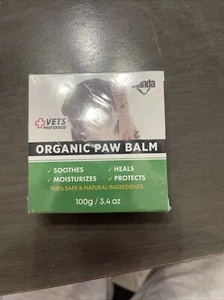 VETS
PREFERRED
ORGANIC PAW BALM
✓ SOOTHES ✓ HEALS
✓ MOISTURIZES ✓ PROTECTS
100% SAFE & NATURAL INGREDIENTS
100g / 3.4 oz